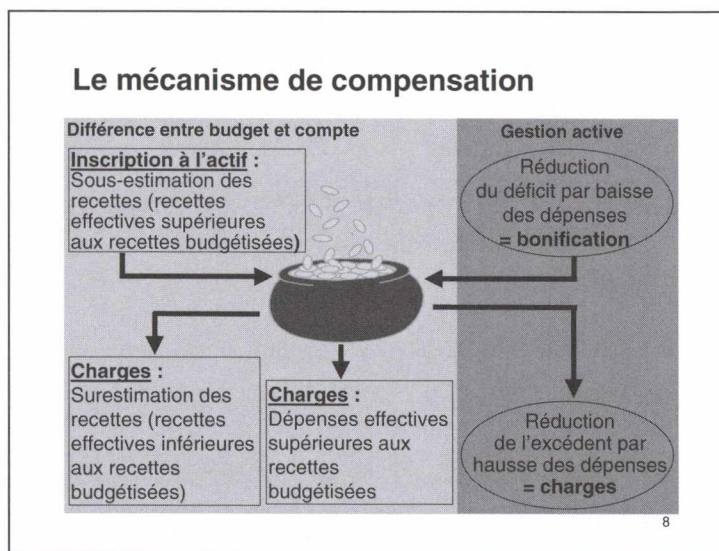 Le mécanisme de compensation
Différence entre budget et compte
Inscription à l'actif :
Sous-estimation des
recettes (recettes
effectives supérieures
aux recettes budgétisées)
Gestion active
Réduction
du déficit par baisse
des dépenses
= bonification
Charges :
Surestimation des
recettes (recettes
effectives inférieures
aux recettes
budgétisées)
Charges :
Dépenses effectives
supérieures aux
recettes
budgétisées
Réduction
de l'excédent par
hausse des dépenses
= charges
8